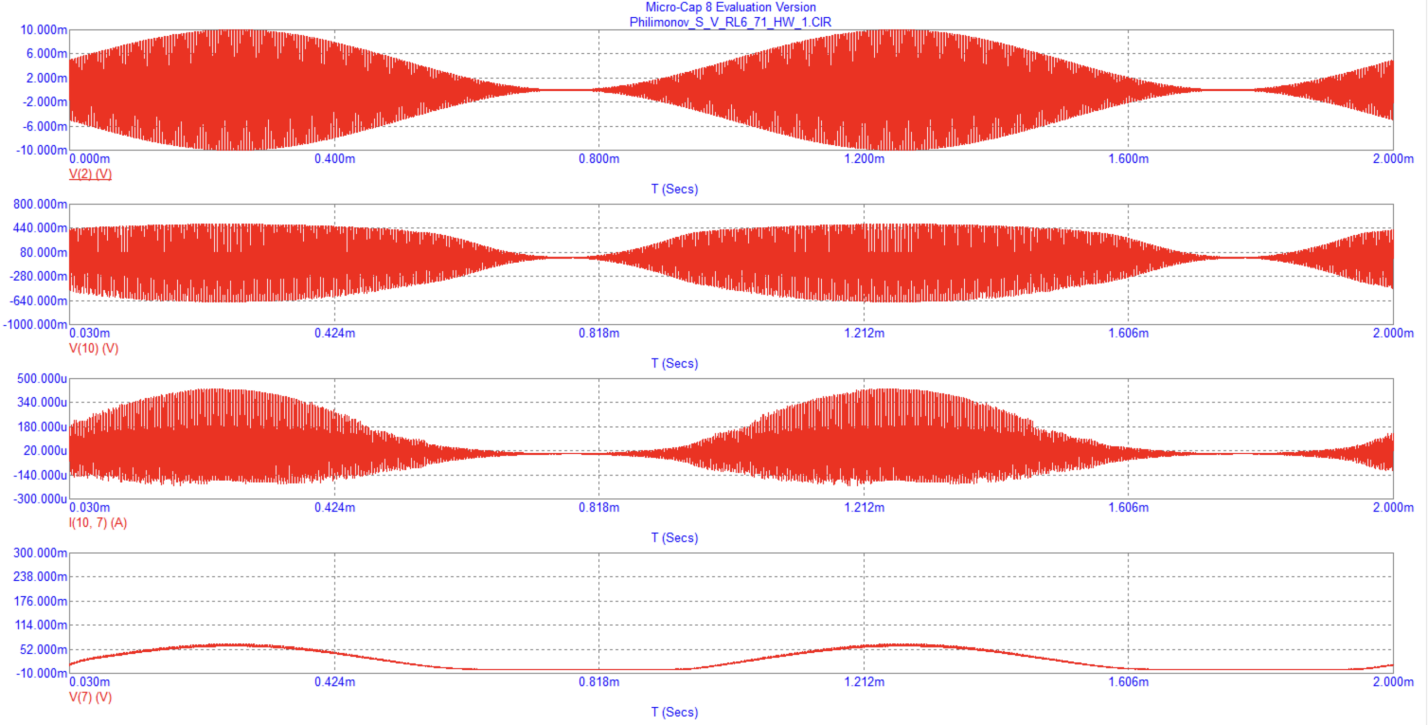 Micro-Cap 8 Evaluation Version
Philimonov_S_V_RL6_71_HW_1.CIR
10.000m
6.000m
2.000m
-2.000m
-6.000m
-10.000m
0.000m 0.400m 0.800m 1.200m 1.600m 2.000m
V(2) (V)
T (Secs)
800.000m
440.000m
80.000m
-280.000m
-640.000m
-1000.000m
0.030m 0.424m 0.818m 1.212m 1.606m 2.000m
V(10) (V)
T (Secs)
500.000u
340.000u
180.000u
20.000u
-140.000u
-300.000u
0.030m 0.424m 0.818m 1.212m 1.606m 2.000m
I(10, 7) (A)
T (Secs)
300.000m
238.000m
176.000m
114.000m
52.000m
-10.000m
0.030m 0.424m 0.818m 1.212m 1.606m 2.000m
V(7) (V)
T (Secs)